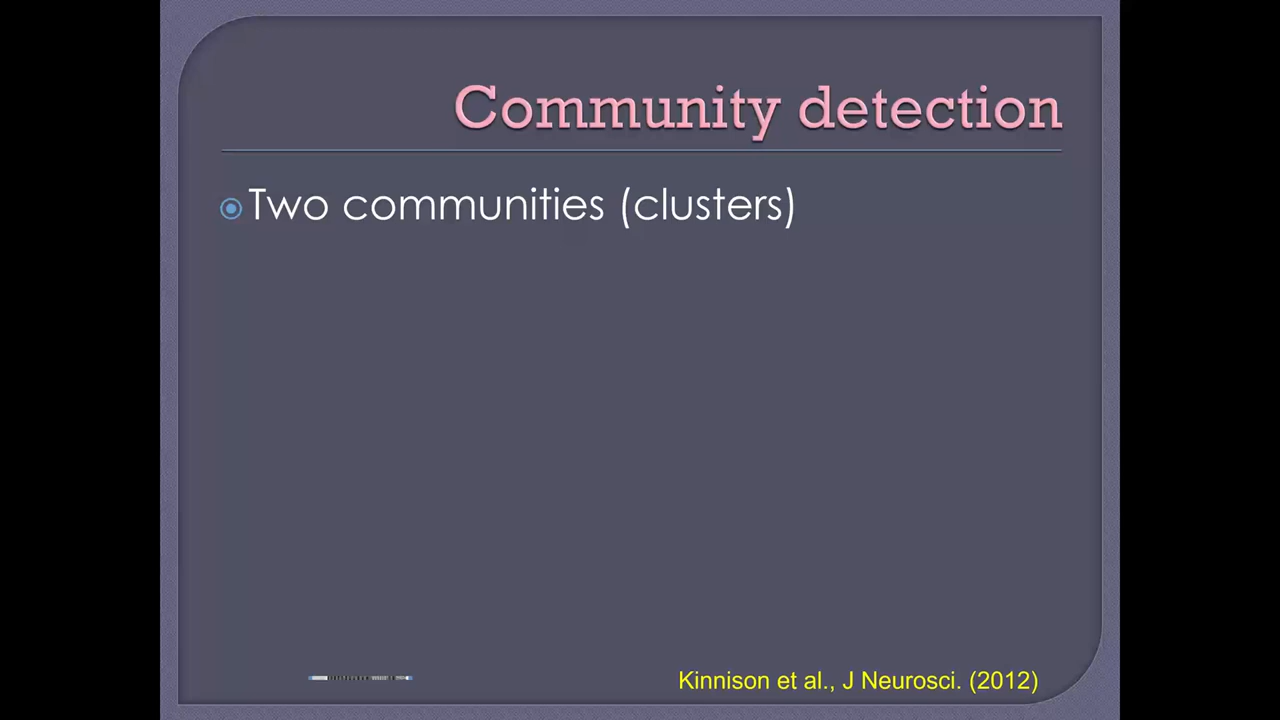 Community detection
Two communities (clusters)
Kinnison et al., J Neurosci. (2012)